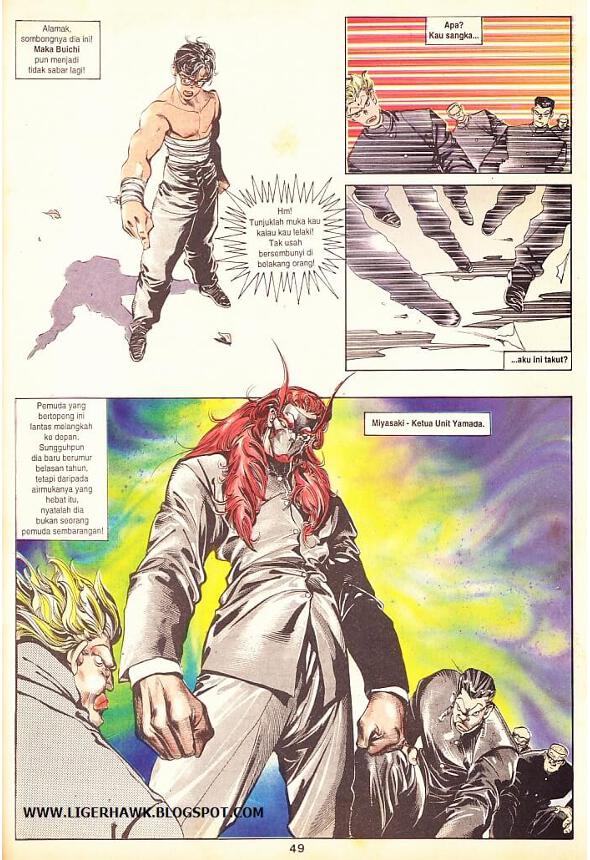 Alamak,
sombongnya dia ini!
Maka Buichi
pun menjadi
tidak sabar lagi!
Hm!
Tunjuklah muka kau
kalau kau lelaki!
Tak usah
bersembunyi di
belakang orang!
Apa?
Kau sangka...
...aku ini takut?
Pemuda yang
bertopeng ini
lantas melangkah
ke depan.
Sungguhpun
dia baru berumur
belasan tahun,
tetapi daripada
airmukanya yang
hebat itu,
nyatalah dia
bukan seorang
pemuda sembarangan!
Miyasaki - Ketua Unit Yamada.
WWW.LIGERHAWK.BLOGSPOT.COM
49